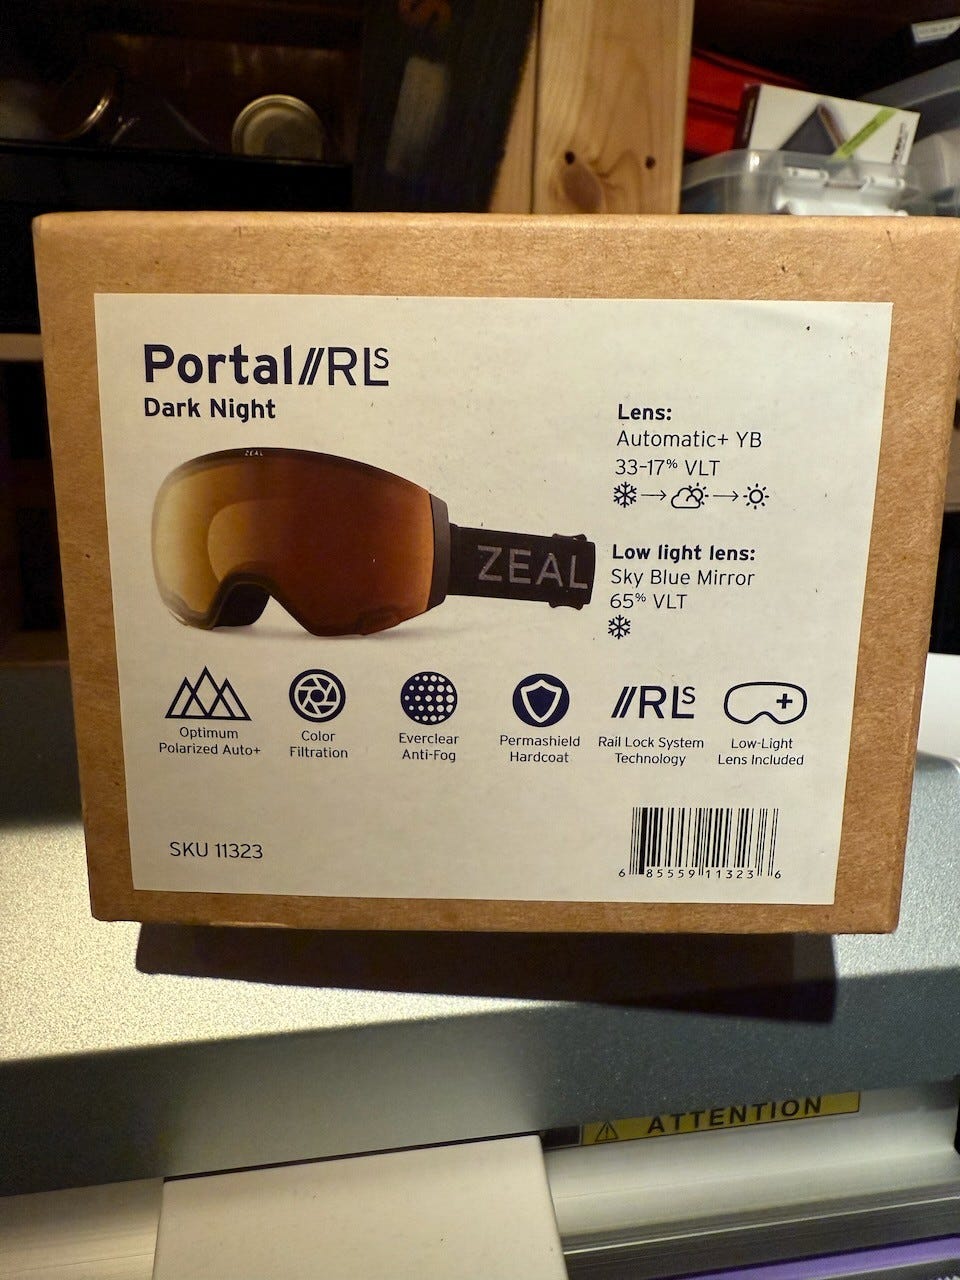 Portal//RLS
Dark Night
ZEAL
ZEAL
Lens:
Automatic+ YB
33-17% VLT
Low light lens:
Sky Blue Mirror
65% VLT
Optimum
Polarized Auto+
Color
Filtration
Everclear
Anti-Fog
Permashield
Hardcoat
//RLS
Rail Lock System
Technology
Low-Light
Lens Included
SKU 11323
6 85559 11323 6
ATTENTION